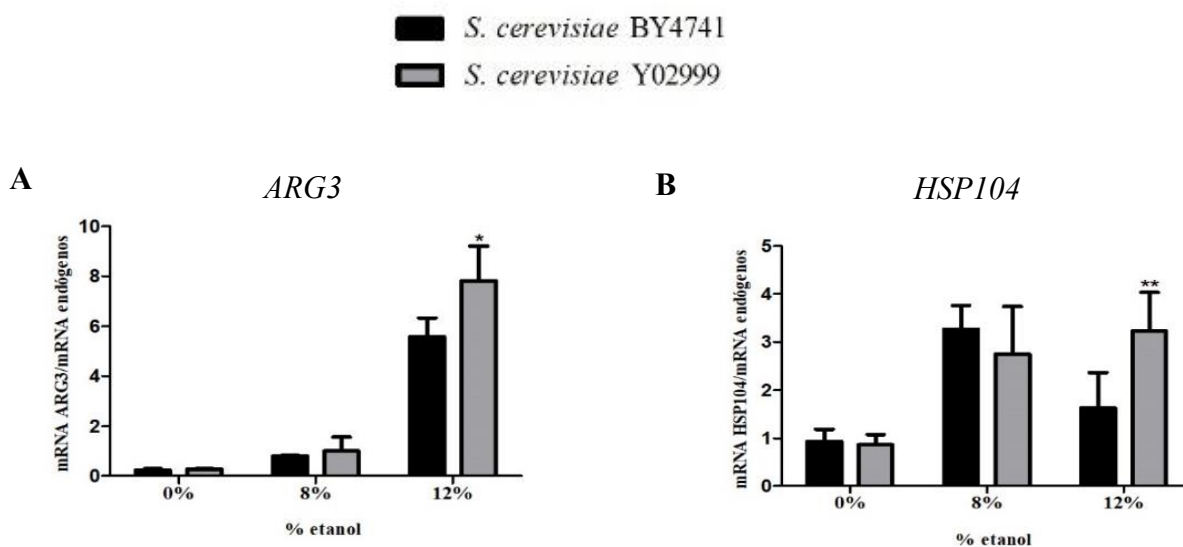 S. cerevisiae BY4741
S. cerevisiae Y02999
A
ARG3
mRNA ARG3/mRNA endógenos
10
8
6
4
2
0
*
0% 8% 12%
% etanol
B
HSP104
mRNA HSP104/mRNA endógenos
5
4
3
2
1
0
**
0% 8% 12%
% etanol